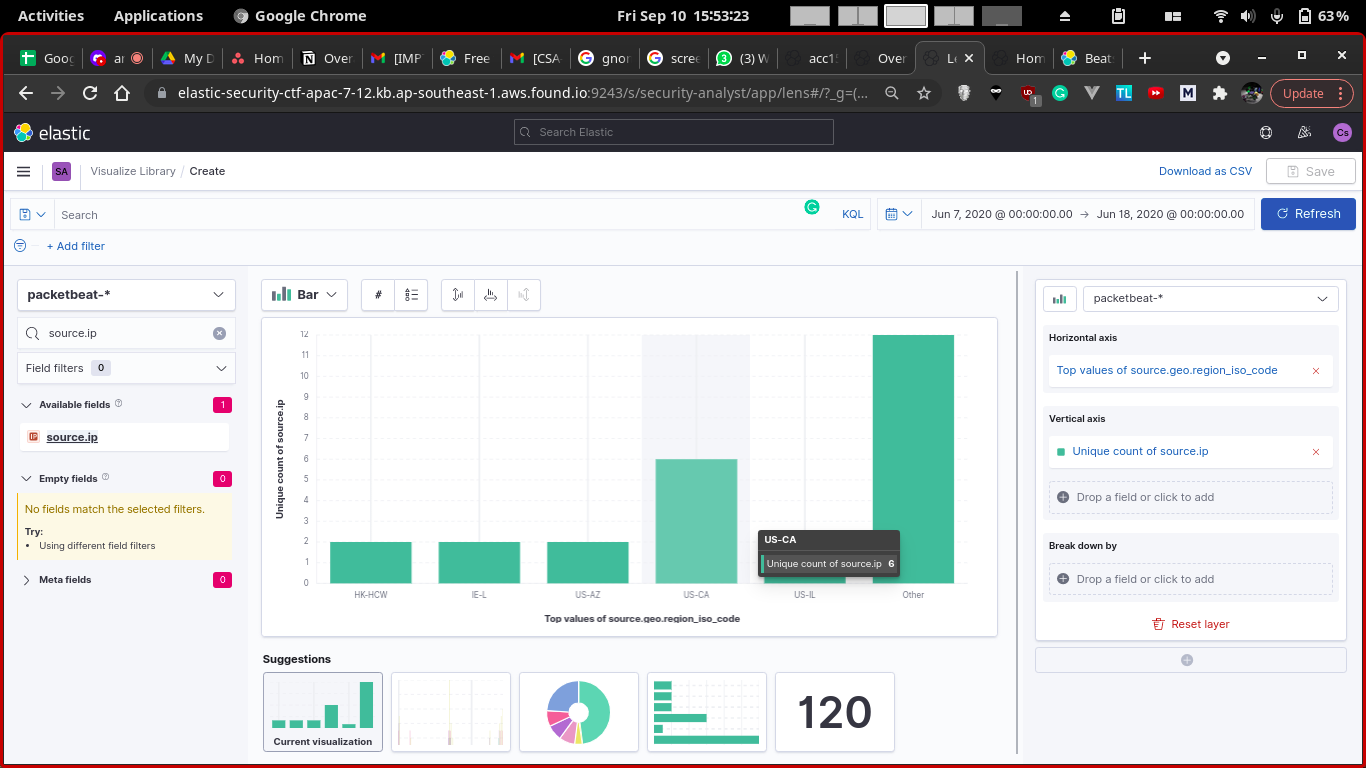 Activities Applications Google Chrome Fri Sep 10 15:53:23 63%
Goog ar My D Hom Over [IMP Free [CSA gnor scree (3) W acc1 Over Le Hom Beat
elastic-security-ctf-apac-7-12.kb.ap-southeast-1.aws.found.io:9243/s/security-analyst/app/lens#/?_g=(... Update
elastic Search Elastic Cs
SA Visualize Library / Create Download as CSV Save
Search KQL Jun 7, 2020 @ 00:00:00.00 → Jun 18, 2020 @ 00:00:00.00 Refresh
+ Add filter
packetbeat-*
source.ip
Field filters 0
Available fields 1
source.ip
Empty fields 0
No fields match the selected filters.
Try:
• Using different field filters
Meta fields 0
Bar
Unique count of source.ip
12
11
10
9
8
7
6
5
4
3
2
1
0
HK-HCW IE-L US-AZ US-CA US-IL Other
Top values of source.geo.region_iso_code
US-CA
Unique count of source.ip 6
Suggestions
Current visualization
120
packetbeat-*
Horizontal axis
Top values of source.geo.region_iso_code
Vertical axis
Unique count of source.ip
Drop a field or click to add
Break down by
Drop a field or click to add
Reset layer